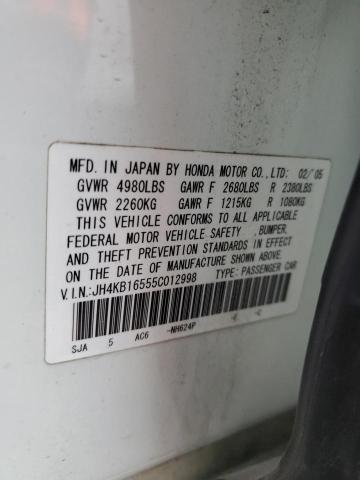 MFD. IN JAPAN BY HONDA MOTOR CO., LTD: 02/'05
GVWR 4980LBS GAWR F 2680LBS R 2380LBS
GVWR 2260KG GAWR F 1215KG R 1080KG
THIS VEHICLE CONFORMS TO ALL APPLICABLE
FEDERAL MOTOR VEHICLE SAFETY , BUMPER,
AND THEFT PREVENTION STANDARDS IN EFFECT
ON THE DATE OF MANUFACTURE SHOWN ABOVE.
V.I.N.:JH4KB16555C012998 TYPE: PASSENGER CAR
SJA 5 AC6 -NH624P - -2